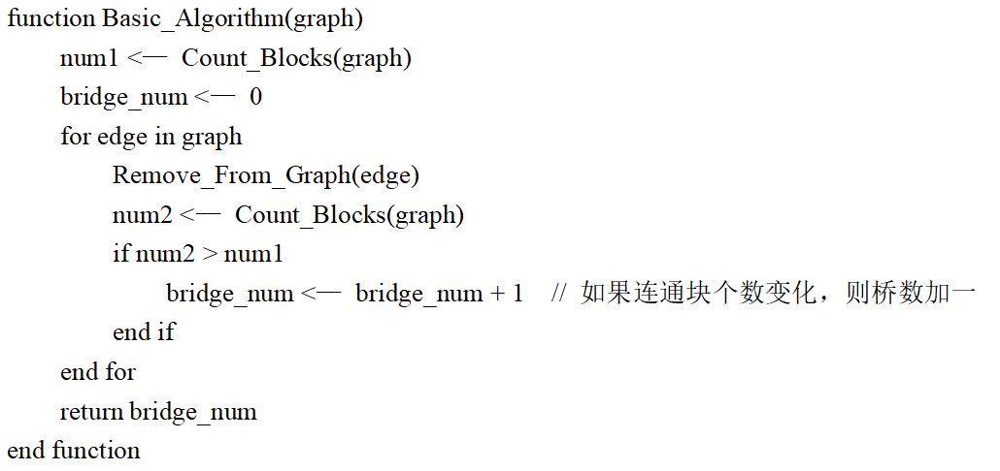 function Basic_Algorithm(graph)
num1 <— Count_Blocks(graph)
bridge_num <— 0
for edge in graph
Remove_From_Graph(edge)
num2 <— Count_Blocks(graph)
if num2 > num1
bridge_num <— bridge_num + 1 // 如果连通块个数变化，则桥数加一
end if
end for
return bridge_num
end function